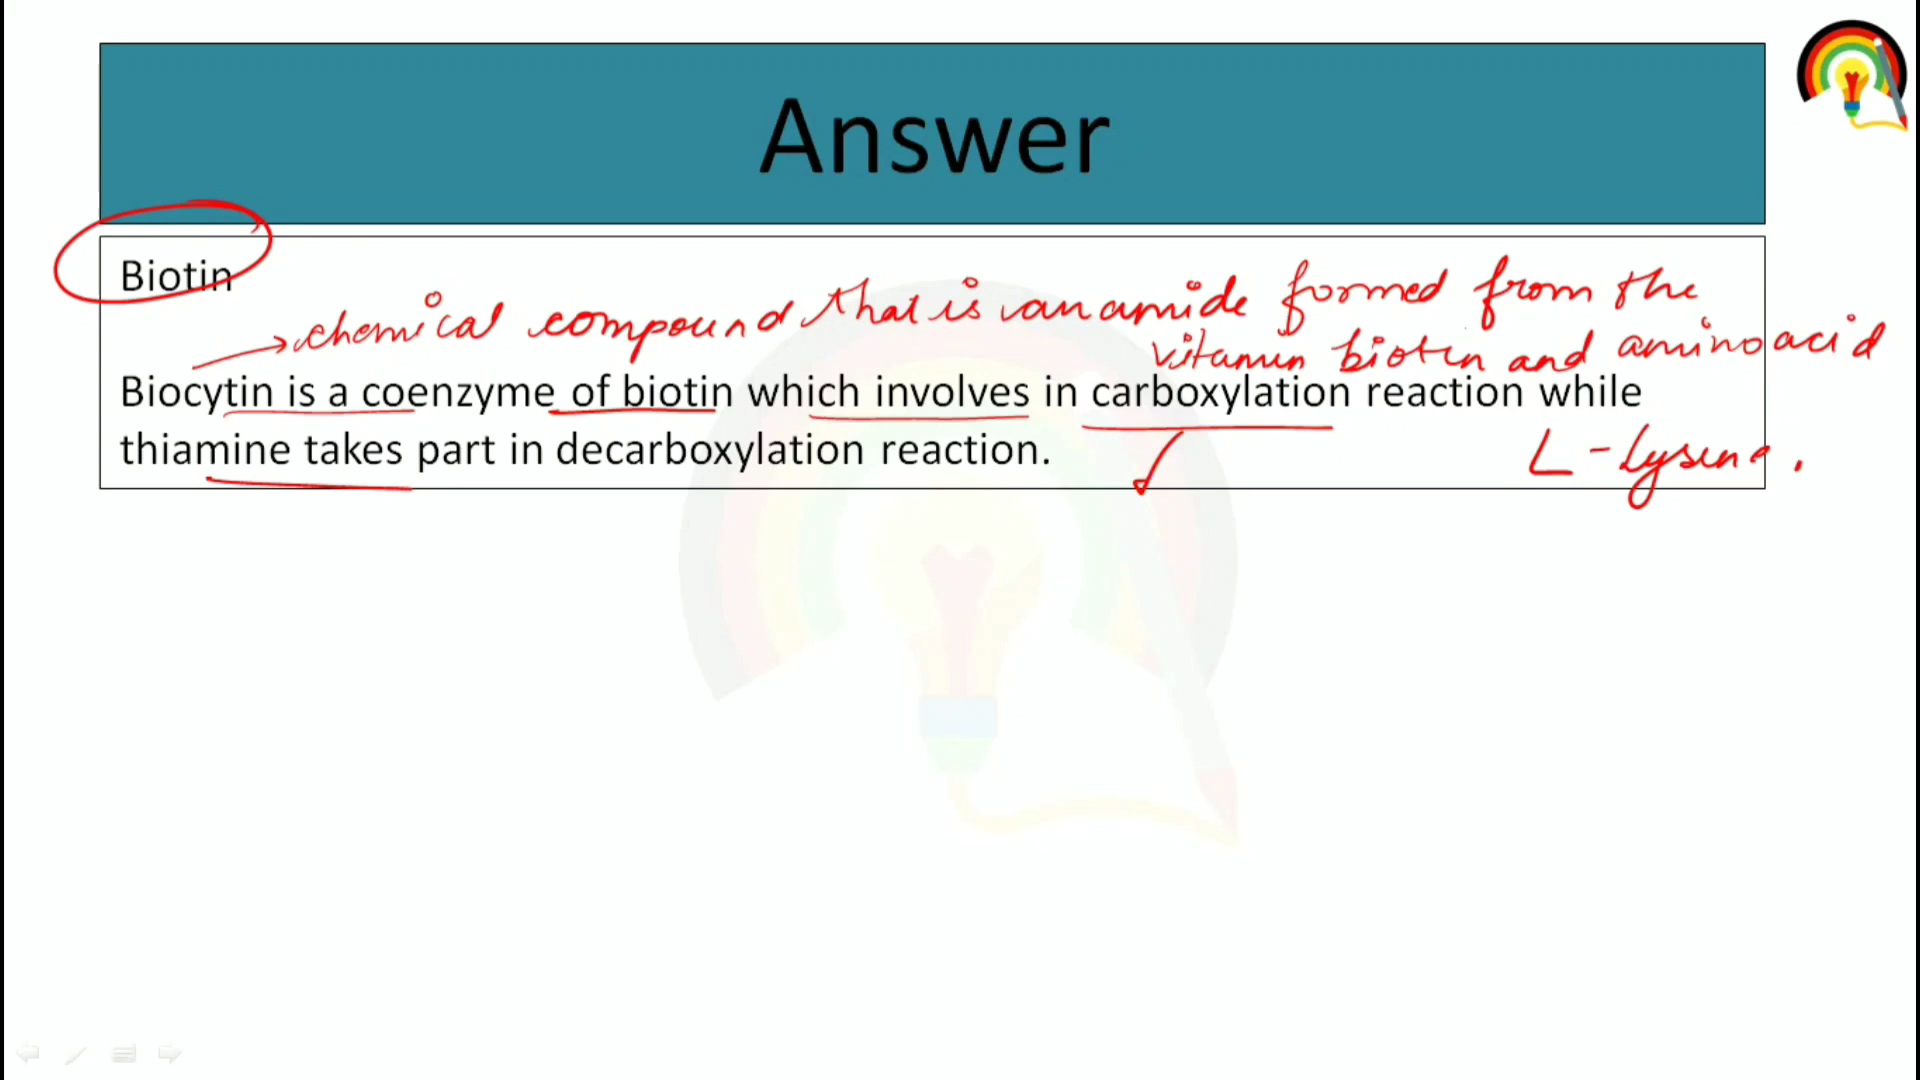 Answer
Biotin
chemical compound that is an amide formed from the
vitamin biotin and amino acid
Biocytin is a coenzyme of biotin which involves in carboxylation reaction while
thiamine takes part in decarboxylation reaction.
L-Lysine.